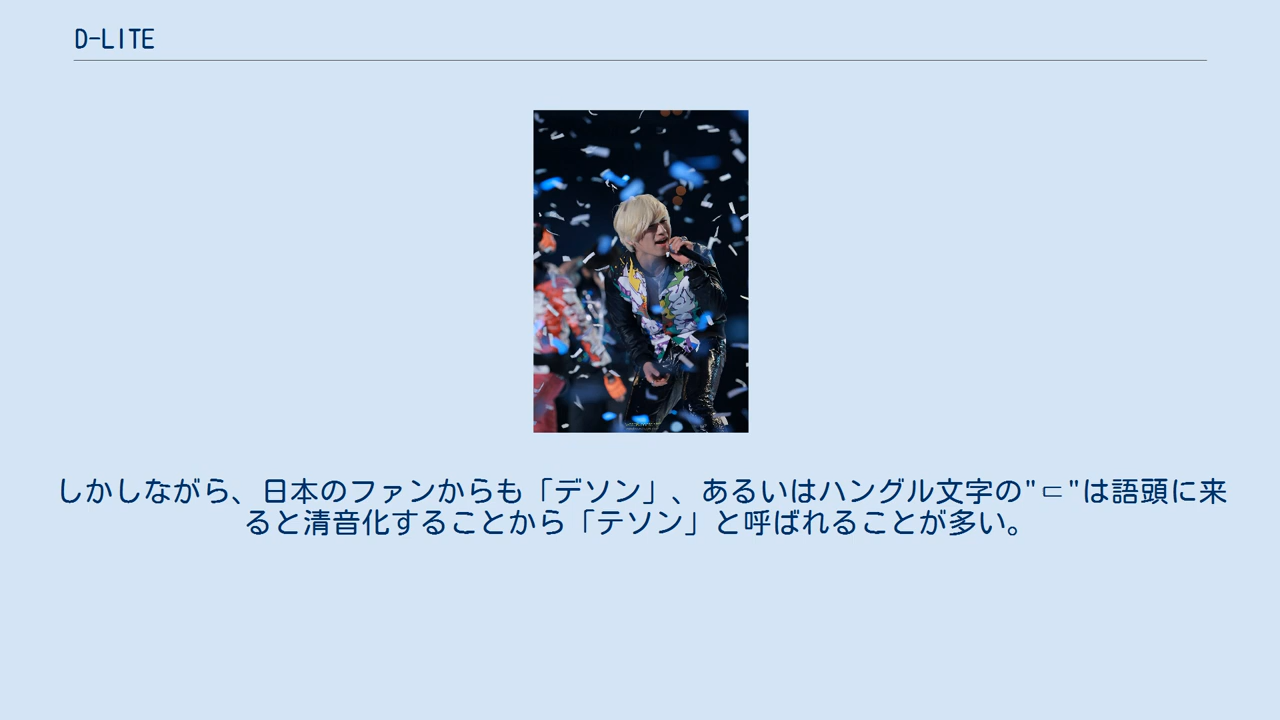 D-LITE
しかしながら、日本のファンからも「デソン」、あるいはハングル文字の"ㄷ"は語頭に来
ると清音化することから「テソン」と呼ばれることが多い。